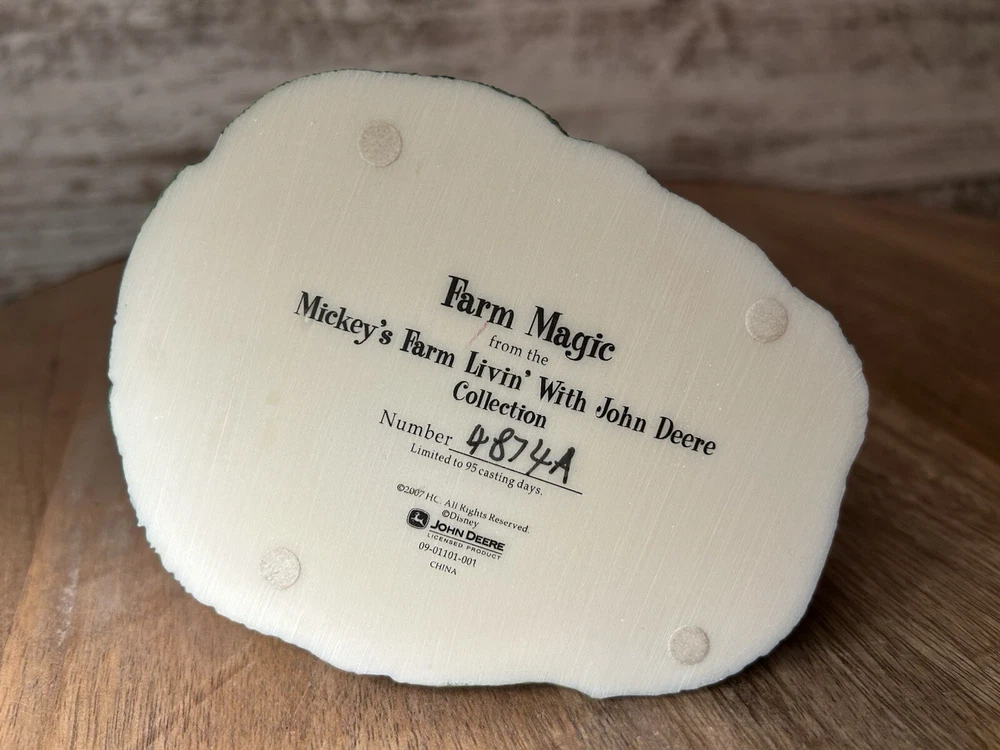 Farm Magic
from the
Mickey's Farm Livin' With John Deere
Collection
Number 4874A
Limited to 95 casting days.
©2007 HC. All Rights Reserved.
©Disney
JOHN DEERE
LICENSED PRODUCT
09-01101-001
CHINA